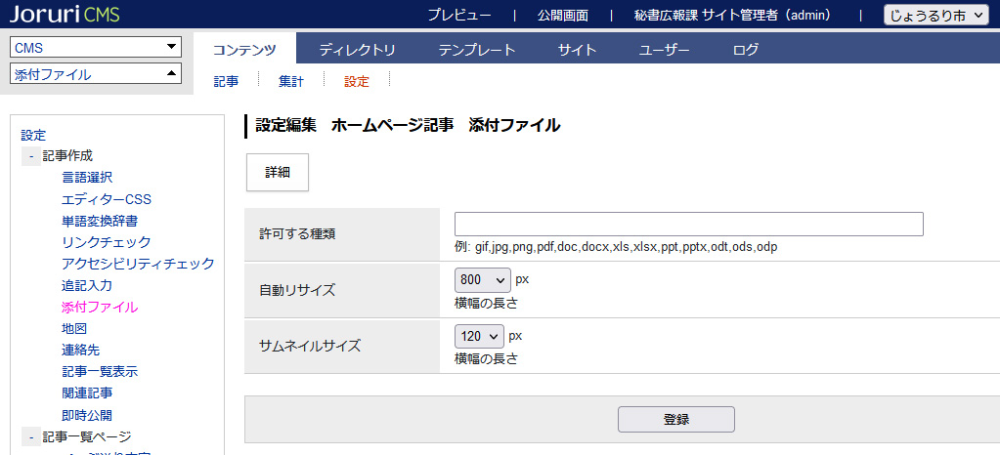 Joruri CMS
プレビュー | 公開画面 | 秘書広報課 サイト管理者（admin） | じょうるり市
CMS
添付ファイル
コンテンツ ディレクトリ テンプレート サイト ユーザー ログ
記事 集計 設定
設定
- 記事作成
言語選択
エディターCSS
単語変換辞書
リンクチェック
アクセシビリティチェック
追記入力
添付ファイル
地図
連絡先
記事一覧表示
関連記事
即時公開
- 記事一覧ページ
設定編集　ホームページ記事　添付ファイル
詳細
許可する種類
例: gif,jpg,png,pdf,doc,docx,xls,xlsx,ppt,pptx,odt,ods,odp
自動リサイズ
800 px
横幅の長さ
サムネイルサイズ
120 px
横幅の長さ
登録